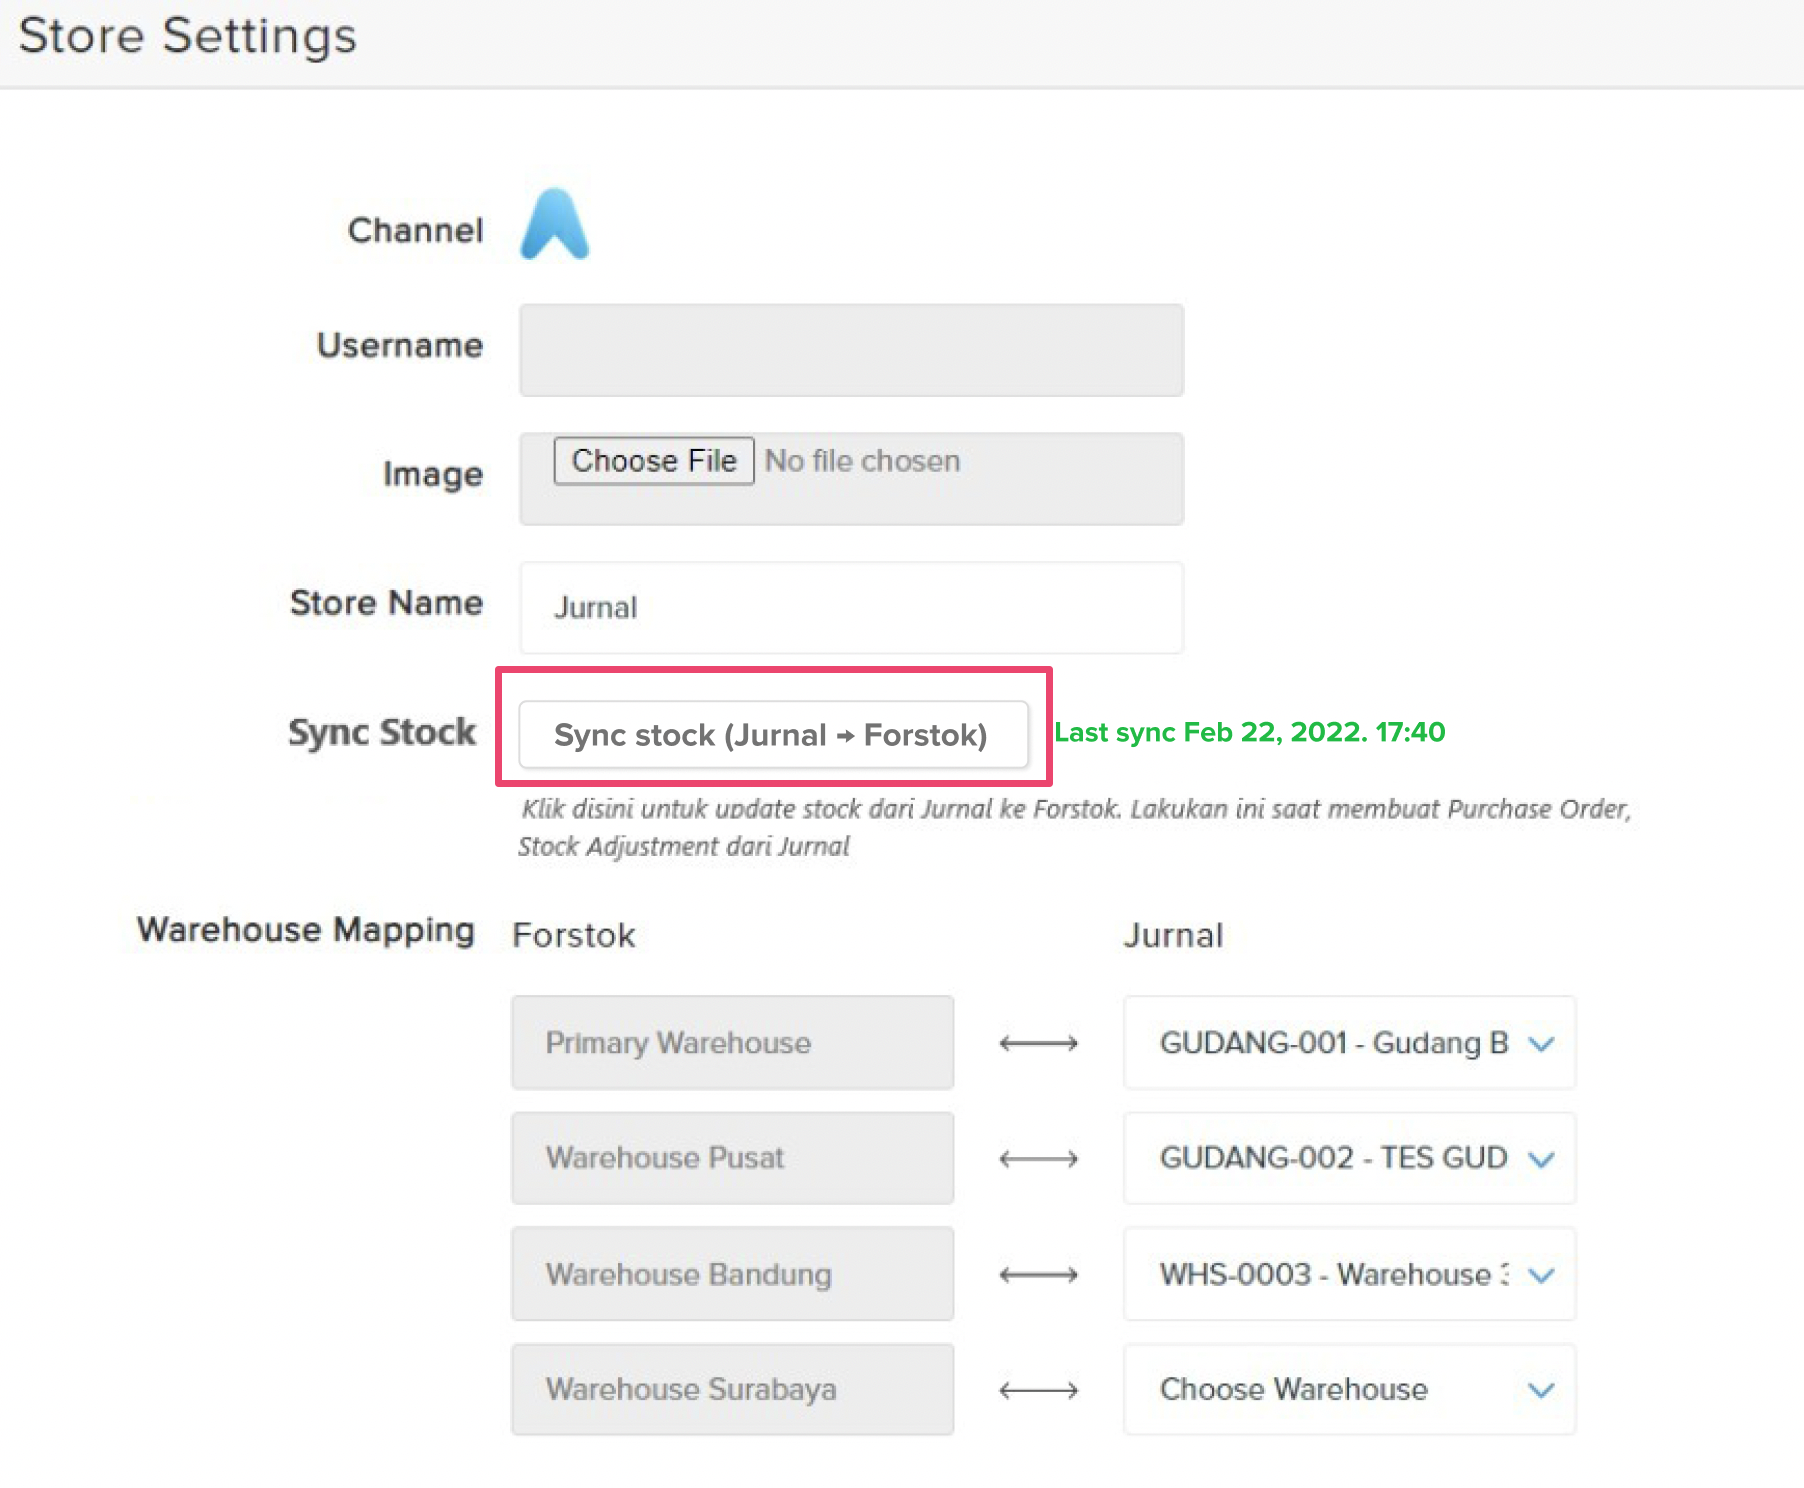 Store Settings
Channel
Username
Image Choose File No file chosen
Store Name Jurnal
Sync Stock Sync stock (Jurnal → Forstok) Last sync Feb 22, 2022. 17:40
Klik disini untuk update stock dari Jurnal ke Forstok. Lakukan ini saat membuat Purchase Order,
Stock Adjustment dari Jurnal
Warehouse Mapping Forstok Jurnal
Primary Warehouse GUDANG-001 - Gudang B
Warehouse Pusat GUDANG-002 - TES GUD
Warehouse Bandung WHS-0003 - Warehouse
Warehouse Surabaya Choose Warehouse